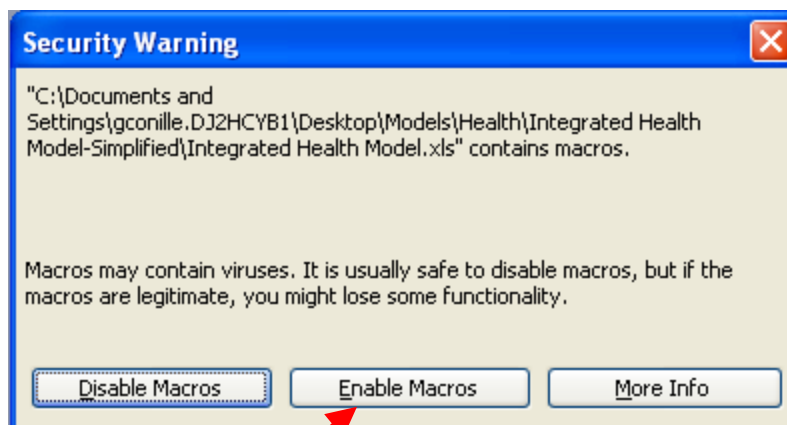 Security Warning
"C:\Documents and
Settings\gconille.DJ2HCYB1\Desktop\Models\Health\Integrated Health
Model-Simplified\Integrated Health Model.xls" contains macros.
Macros may contain viruses. It is usually safe to disable macros, but if the
macros are legitimate, you might lose some functionality.
Disable Macros Enable Macros More Info